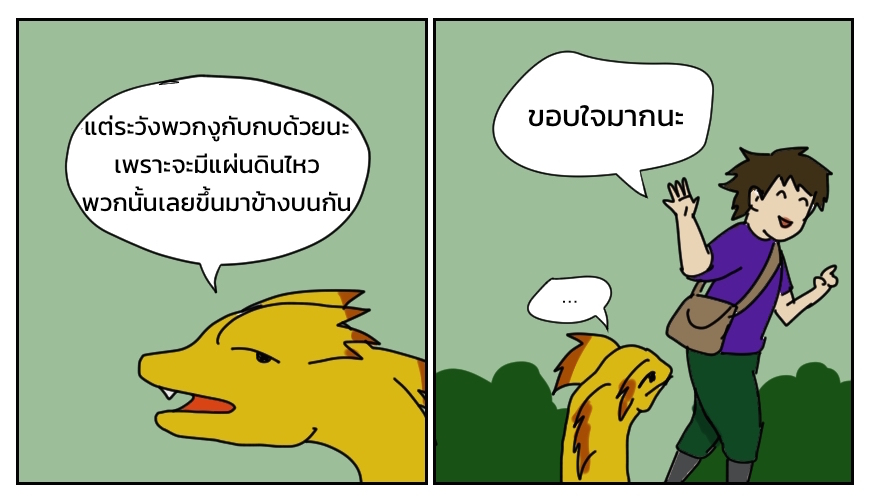 แต่ระวังพวกงูกับกบด้วยนะ
เพราะจะมีแผ่นดินไหว
พวกนั้นเลยขึ้นมาข้างบนกัน
ขอบใจมากนะ
...